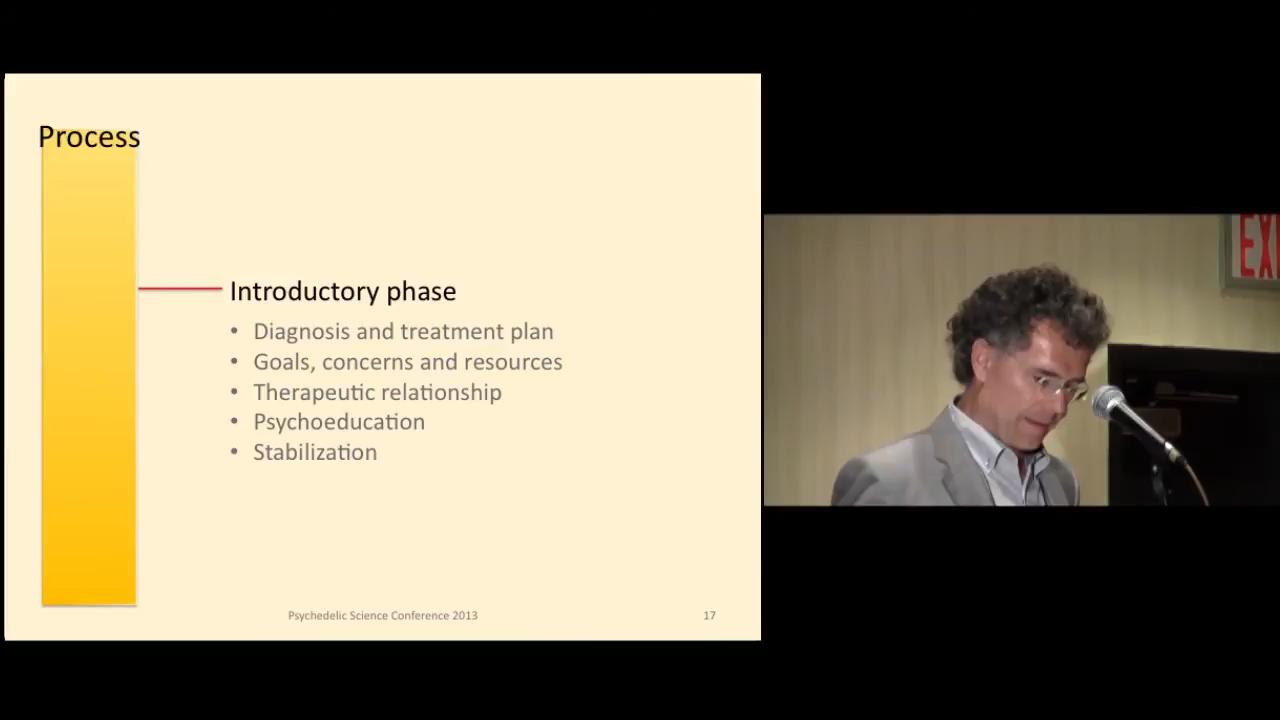 Process
Introductory phase
• Diagnosis and treatment plan
• Goals, concerns and resources
• Therapeutic relationship
• Psychoeducation
• Stabilization
Psychedelic Science Conference 2013
17
EXI